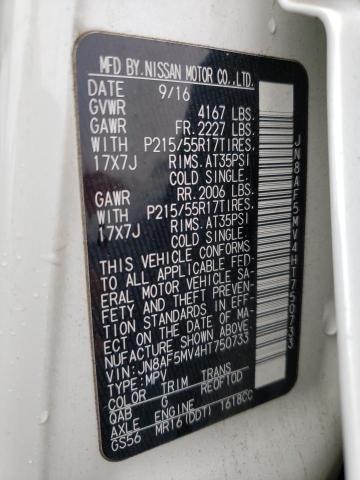 MFD BY.NISSAN MOTOR CO.,LTD.
DATE 9/16
GVWR 4167 LBS.
GAWR FR. 2227 LBS.
WITH P215/55R17TIRES.
17X7J RIMS. AT35PSI
COLD SINGLE.
GAWR RR. 2006 LBS.
WITH P215/55R17TIRES.
17X7J RIMS. AT35PSI
COLD SINGLE.
THIS VEHICLE CONFORMS
TO ALL APPLICABLE FED-
ERAL MOTOR VEHICLE SA-
FETY AND THEFT PREVEN-
TION STANDARDS IN EFF-
ECT ON THE DATE OF MA-
NUFACTURE SHOWN ABOVE.
VIN:JN8AF5MV4HT750733
TYPE:MPV
COLOR TRIM TRANS
QAB G RE0F10D
AXLE ENGINE
GS56 MR16(DDT) 1618CC
JN8AF5MV4HT750733